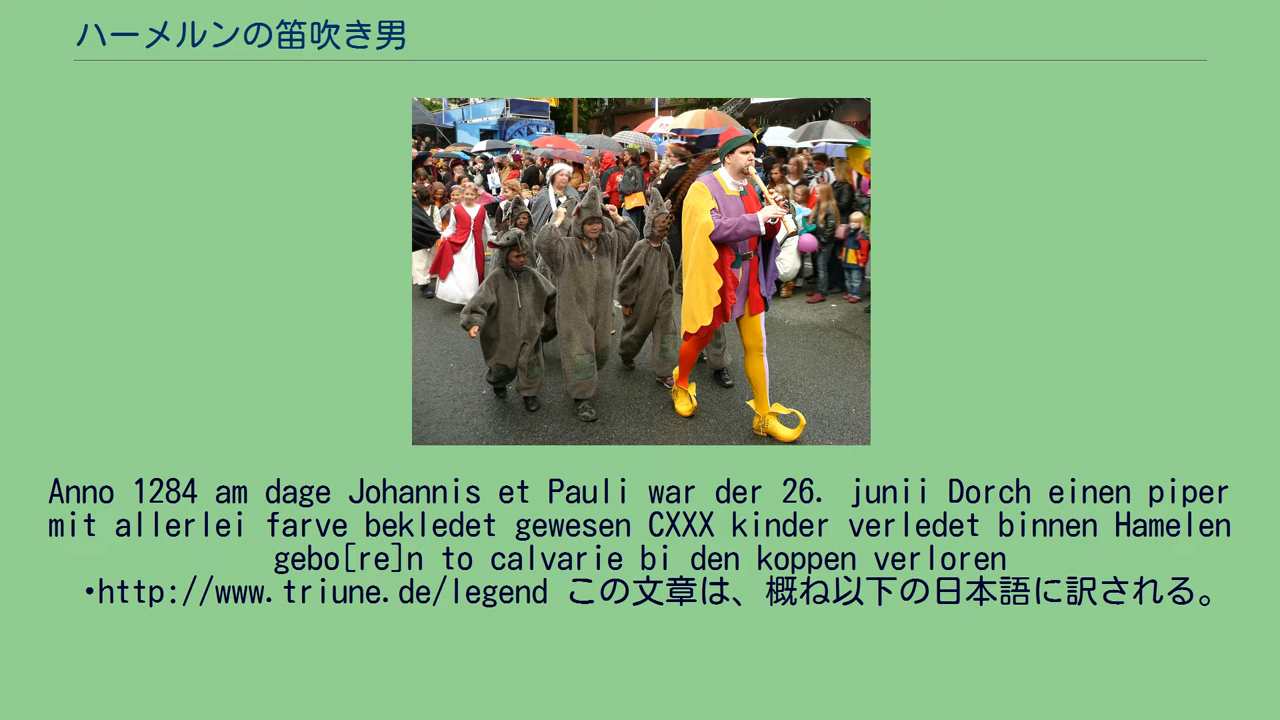 ハーメルンの笛吹き男
Anno 1284 am dage Johannis et Pauli war der 26. junii Dorch einen piper
mit allerlei farve bekledet gewesen CXXX kinder verledet binnen Hamelen
gebo[re]n to calvarie bi den koppen verloren
•http://www.triune.de/legend この文章は、概ね以下の日本語に訳される。